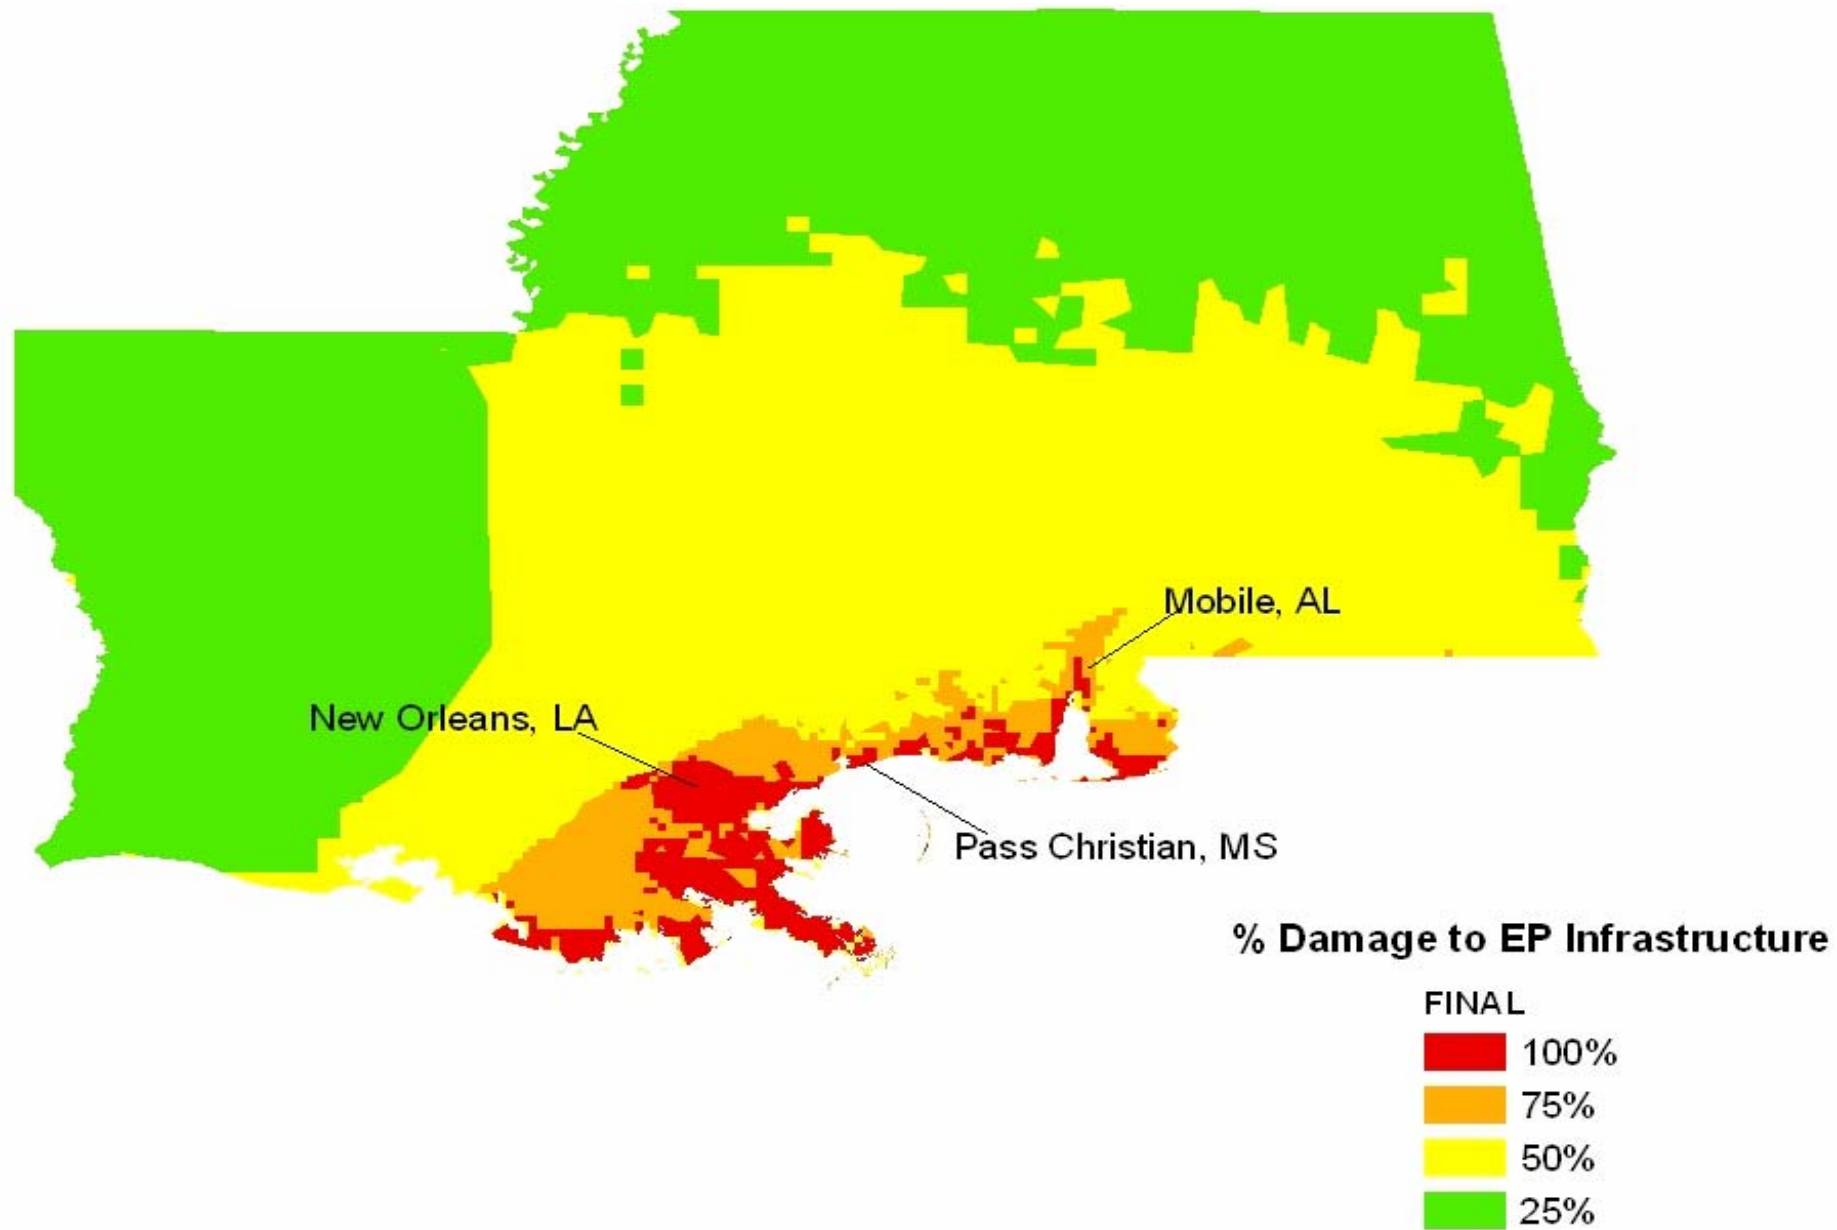 Mobile, AL
New Orleans, LA
Pass Christian, MS
% Damage to EP Infrastructure
FINAL
100%
75%
50%
25%